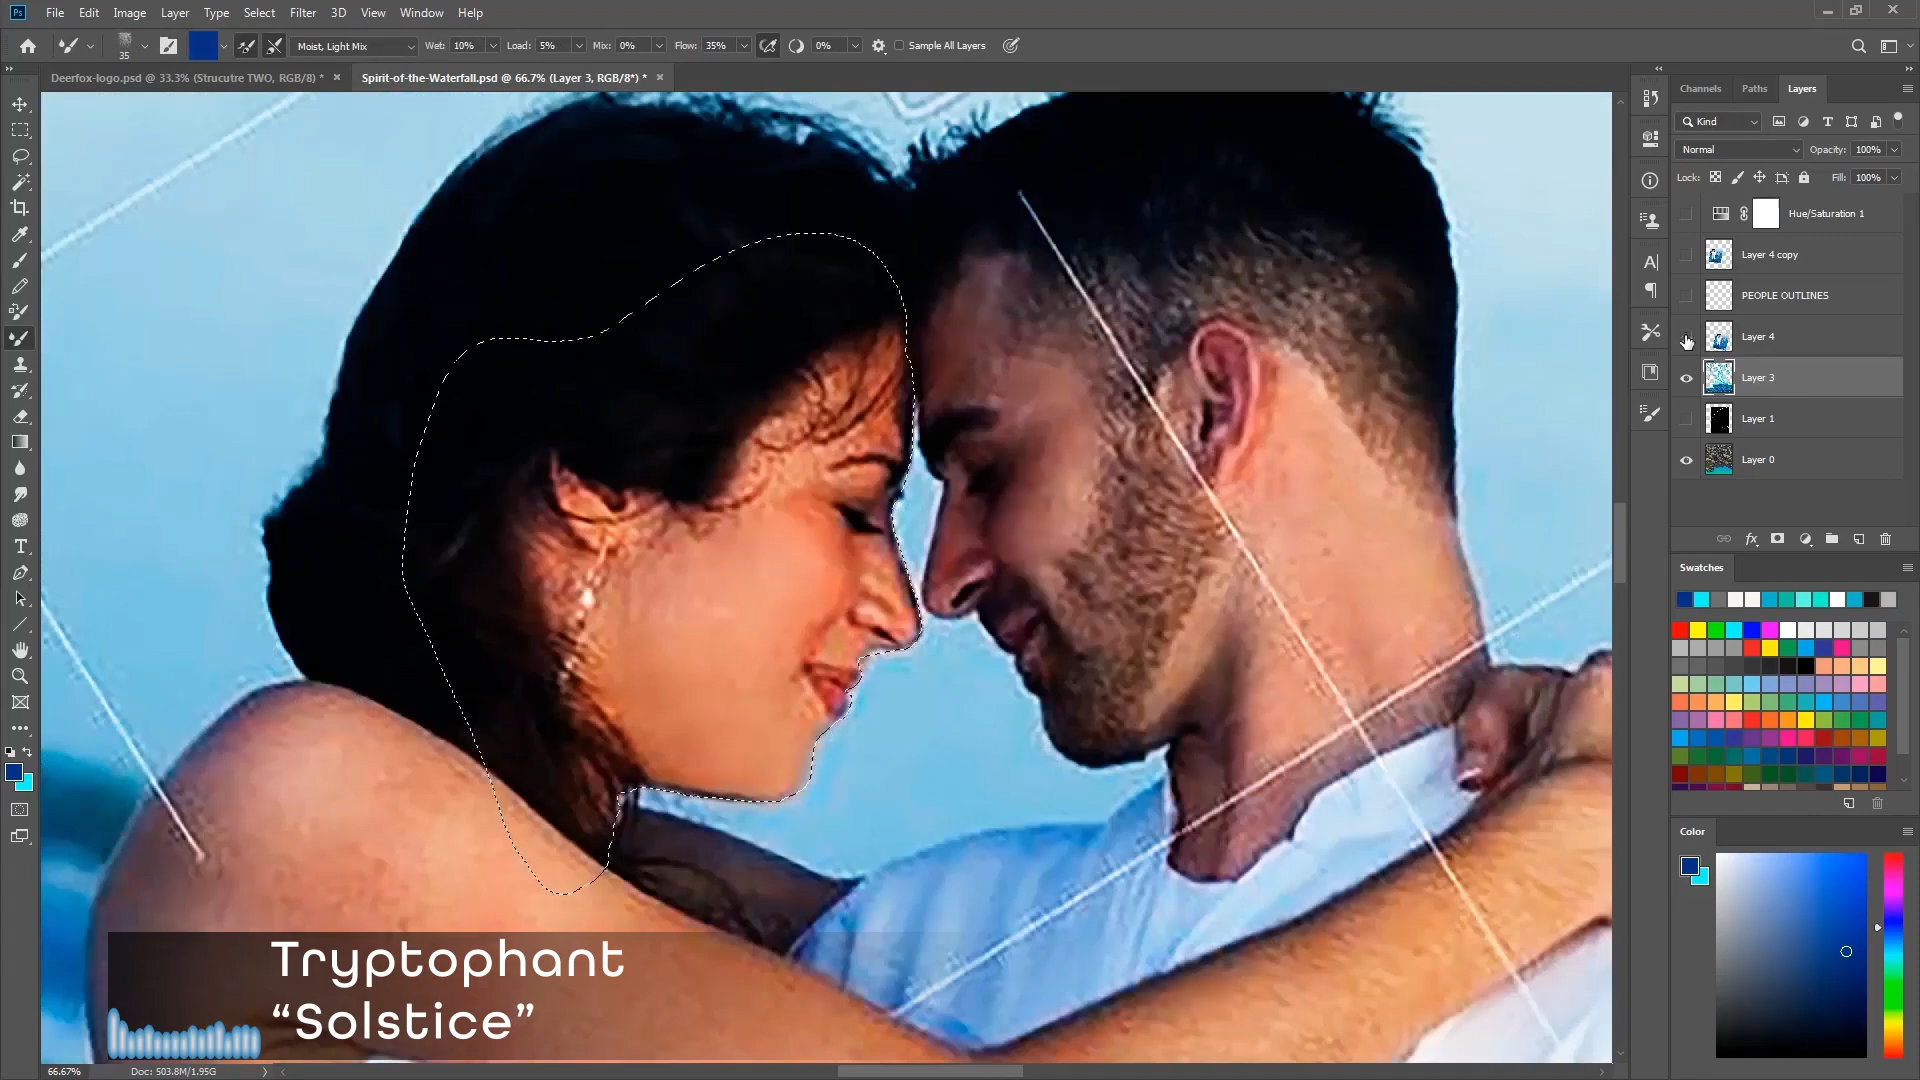 File Edit Image Layer Type Select Filter 3D View Window Help
35 Moist, Light Mix Wet: 10% Load: 5% Mix: 0% Flow: 35% 0% Sample All Layers
Deerfox-logo.psd @ 33.3% (Strucutre TWO, RGB/8) * × Spirit-of-the-Waterfall.psd @ 66.7% (Layer 3, RGB/8*) * ×
Channels Paths Layers
Kind
Normal Opacity: 100%
Lock: Fill: 100%
Hue/Saturation 1
Layer 4 copy
PEOPLE OUTLINES
Layer 4
Layer 3
Layer 1
Layer 0
Swatches
Color
Tryptophant
“Solstice”
66.67% Doc: 503.8M/1.95G